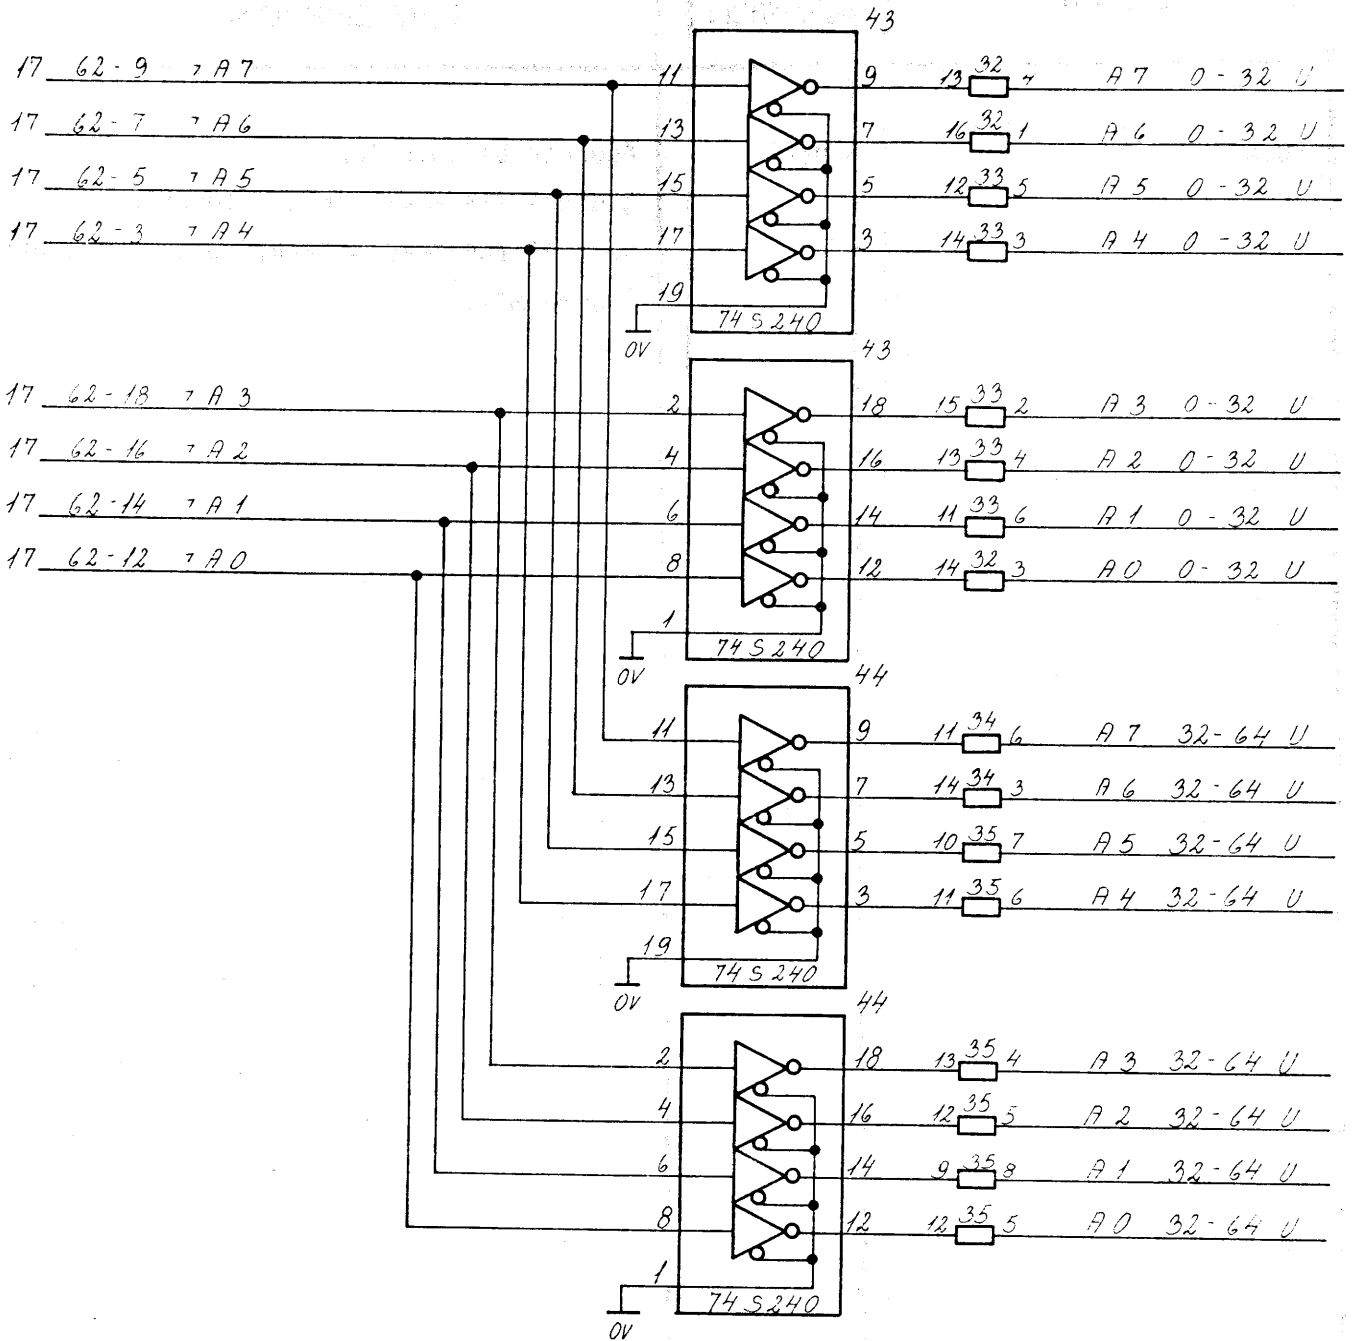 43
17 62-9 ¬A7 11 9 13 32 4 A7 0-32 U
17 62-7 ¬A6 13 7 16 32 1 A6 0-32 U
17 62-5 ¬A5 15 5 12 33 5 A5 0-32 U
17 62-3 ¬A4 17 3 14 33 3 A4 0-32 U
19
74S240
0V
43
17 62-18 ¬A3 2 18 15 33 2 A3 0-32 U
17 62-16 ¬A2 4 16 13 33 4 A2 0-32 U
17 62-14 ¬A1 6 14 11 33 6 A1 0-32 U
17 62-12 ¬A0 8 12 14 32 3 A0 0-32 U
1
74S240
0V
44
11 9 11 34 6 A7 32-64 U
13 7 14 34 3 A6 32-64 U
15 5 10 35 7 A5 32-64 U
17 3 11 35 6 A4 32-64 U
19
74S240
0V
44
2 18 13 35 4 A3 32-64 U
4 16 12 35 5 A2 32-64 U
6 14 9 35 8 A1 32-64 U
8 12 12 35 5 A0 32-64 U
1
74S240
0V